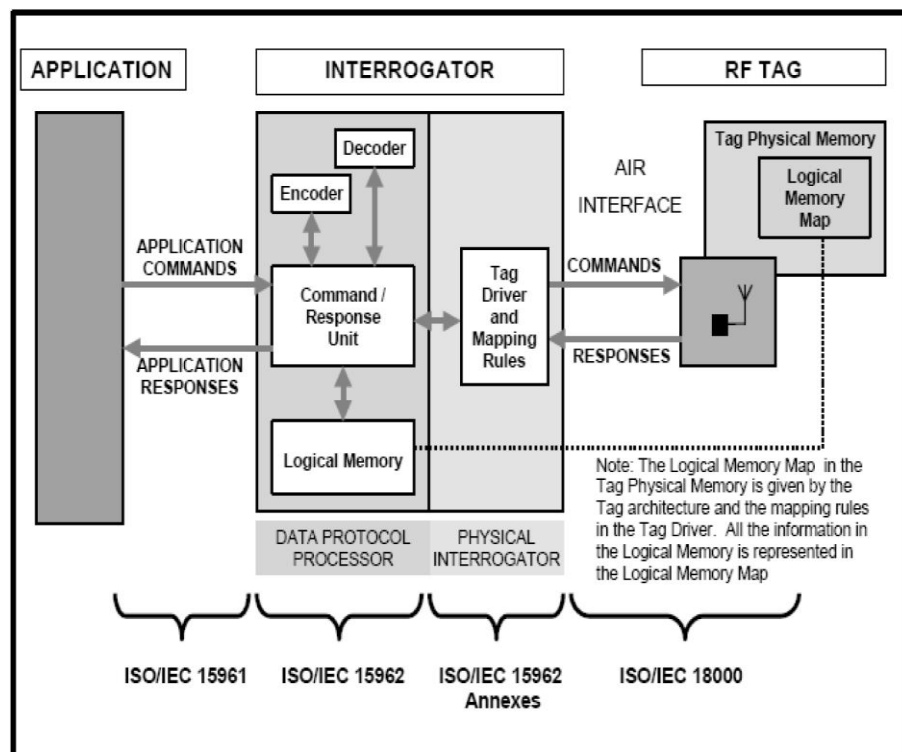 APPLICATION
INTERROGATOR
RF TAG
Decoder
Encoder
APPLICATION
COMMANDS
Command /
Response
Unit
APPLICATION
RESPONSES
Logical Memory
Tag
Driver
and
Mapping
Rules
AIR
INTERFACE
COMMANDS
RESPONSES
Tag Physical Memory
Logical
Memory
Map
Note: The Logical Memory Map in the
Tag Physical Memory is given by the
Tag architecture and the mapping rules
in the Tag Driver. All the information in
the Logical Memory is represented in
the Logical Memory Map
DATA PROTOCOL
PROCESSOR
PHYSICAL
INTERROGATOR
ISO/IEC 15961
ISO/IEC 15962
ISO/IEC 15962
Annexes
ISO/IEC 18000